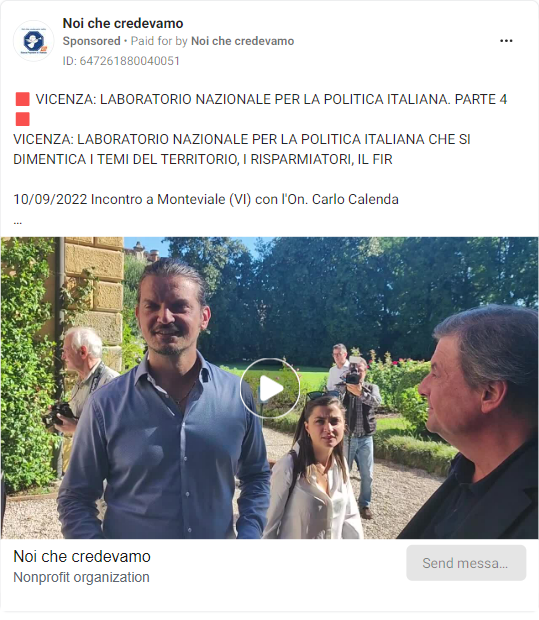 Noi che credevamo
Sponsored • Paid for by Noi che credevamo
ID: 647261880040051
🟥 VICENZA: LABORATORIO NAZIONALE PER LA POLITICA ITALIANA. PARTE 4
🟥
VICENZA: LABORATORIO NAZIONALE PER LA POLITICA ITALIANA CHE SI
DIMENTICA I TEMI DEL TERRITORIO, I RISPARMIATORI, IL FIR
10/09/2022 Incontro a Monteviale (VI) con l'On. Carlo Calenda
...
Noi che credevamo
Nonprofit organization
Send messa...